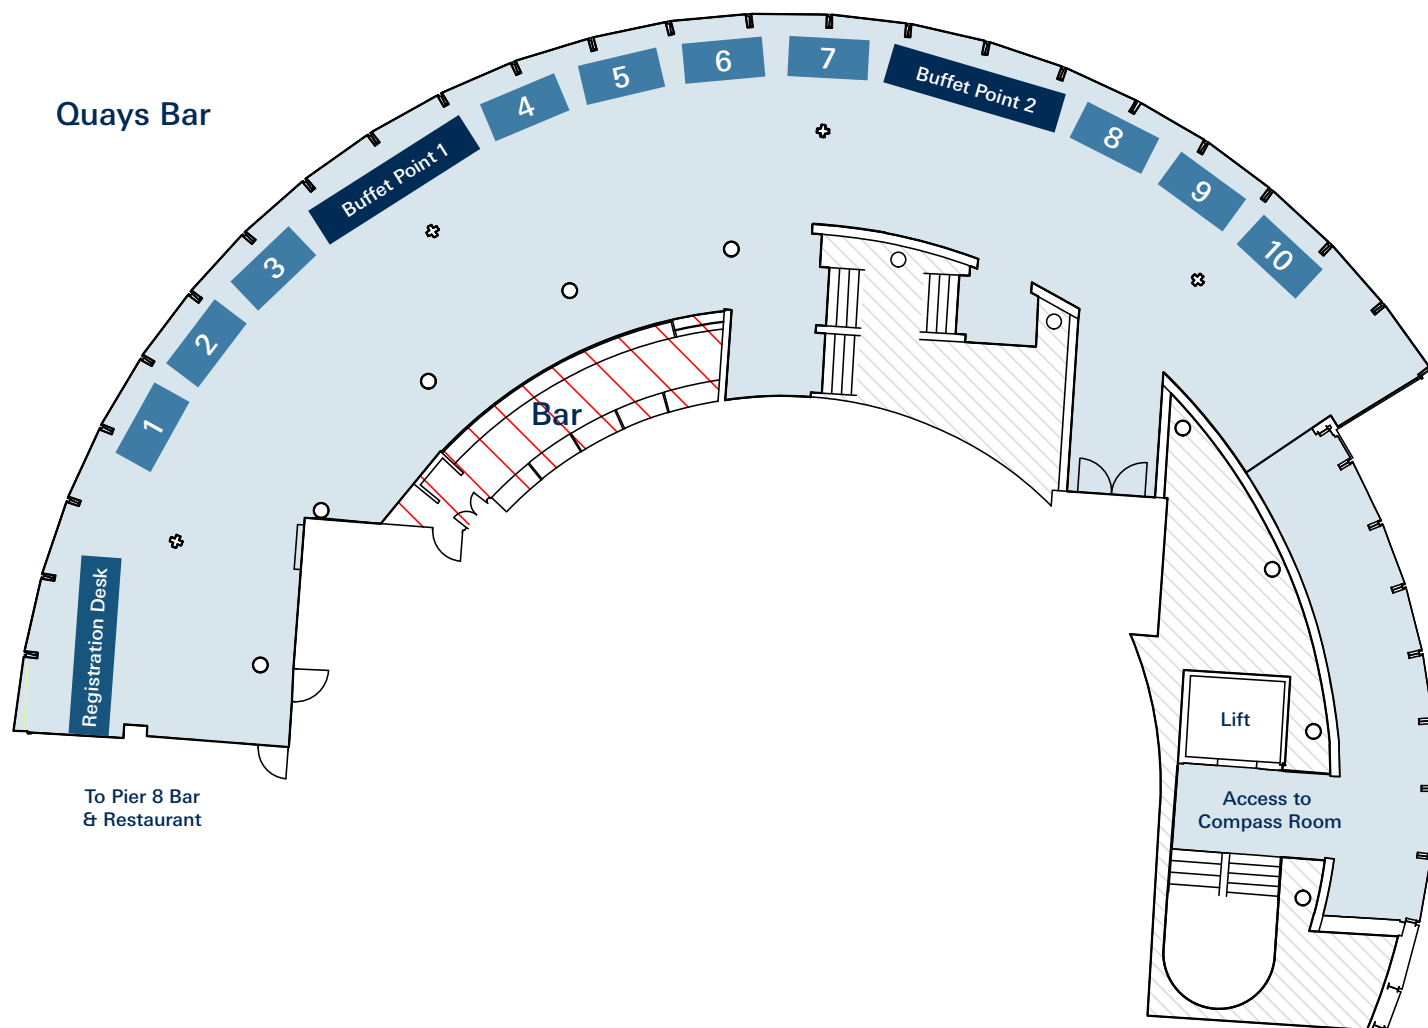 Quays Bar
1
2
3
Buffet Point 1
4
5
6
7
Buffet Point 2
8
9
10
Bar
Registration Desk
To Pier 8 Bar
& Restaurant
Lift
Access to
Compass Room